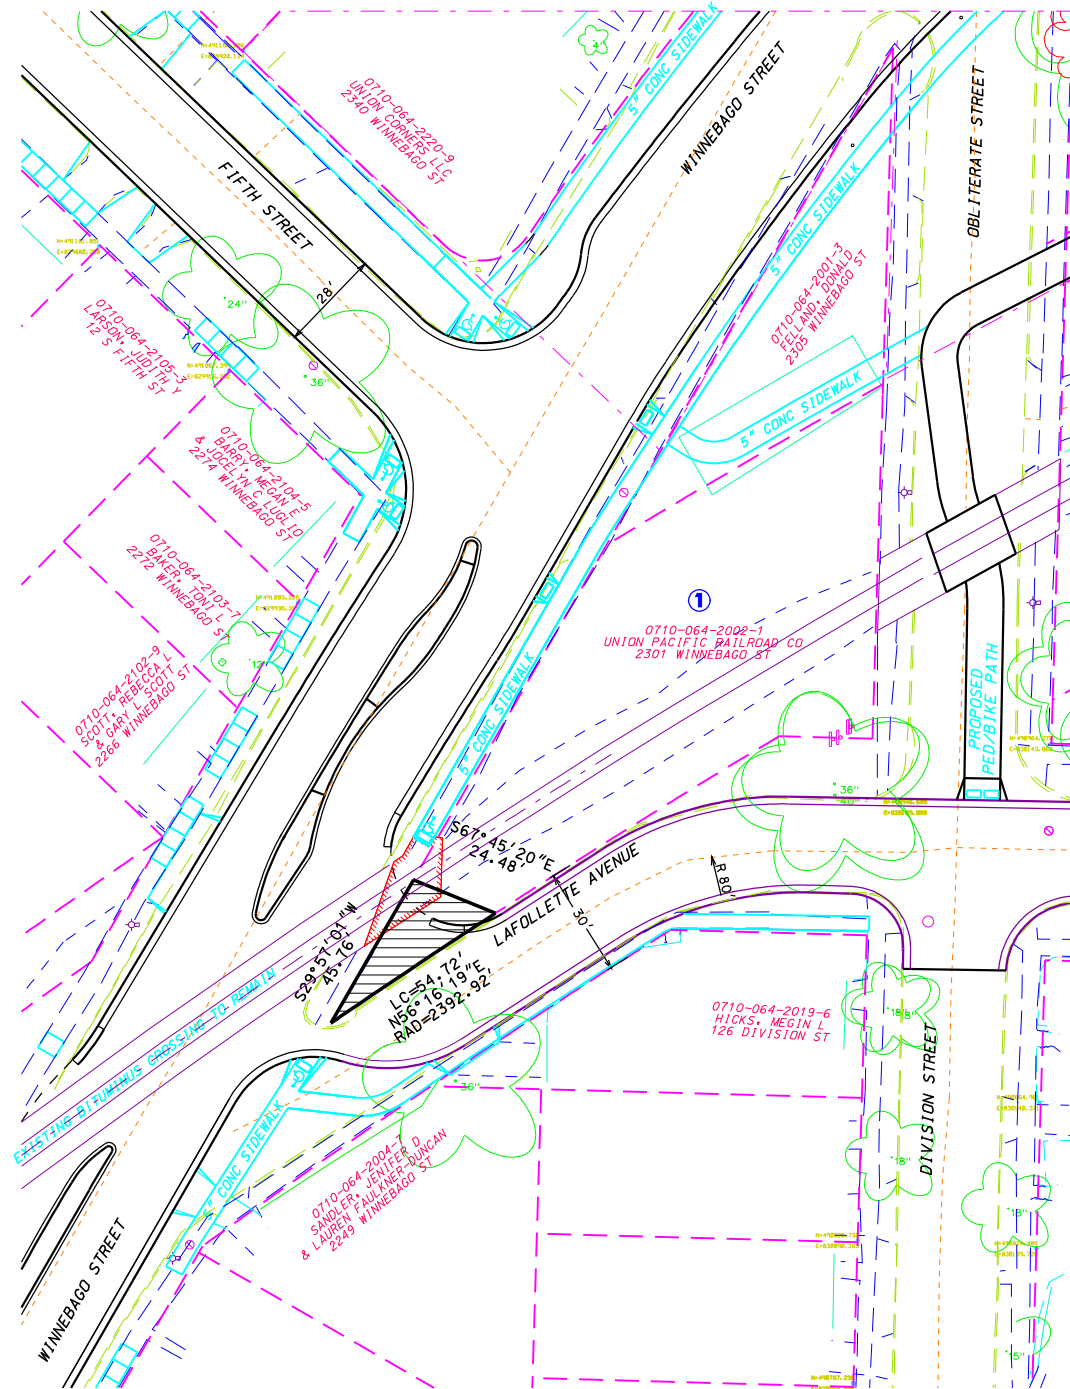 4"
5" CONC SIDEWALK
WINNEBAGO STREET
0710-064-2220-9
UNION CORNERS LLC
2340 WINNEBAGO ST
FIFTH STREET
OBLITERATE STREET
5" CONC SIDEWALK
28'
24"
36"
0710-064-2001-3
FELLAND, DONALD
2305 WINNEBAGO ST
0710-064-2105-3
LARSON, JUDITH Y
12 S FIFTH ST
5" CONC SIDEWALK
0710-064-2104-5
BARRY, MEGAN E
& JOCELYN C LUGLIO
2274 WINNEBAGO ST
0710-064-2103-7
BAKER, TONI L
2272 WINNEBAGO ST
1
0710-064-2002-1
UNION PACIFIC RAILROAD CO
2301 WINNEBAGO ST
12"
0710-064-2102-9
SCOTT, REBECCA L
& GARY L SCOTT
2266 WINNEBAGO ST
5" CONC SIDEWALK
PROPOSED
PED/BIKE PATH
36"
40"
S67°45'20"E
24.48'
LAFOLLETTE AVENUE
R 80'
30'
S29°57'01"W
45.76'
LC=54.72'
N56°16'19"E
RAD=2392.92'
EXISTING BITUMINUS CROSSING TO REMAIN
0710-064-2019-6
HICKS, MEGIN L
126 DIVISION ST
18"
DIVISION STREET
36"
5" CONC SIDEWALK
0710-064-2004-1
SANDLER, JENIFER D
& LAUREN FAULKNER-DUNCAN
2249 WINNEBAGO ST
18"
18"
WINNEBAGO STREET
15"